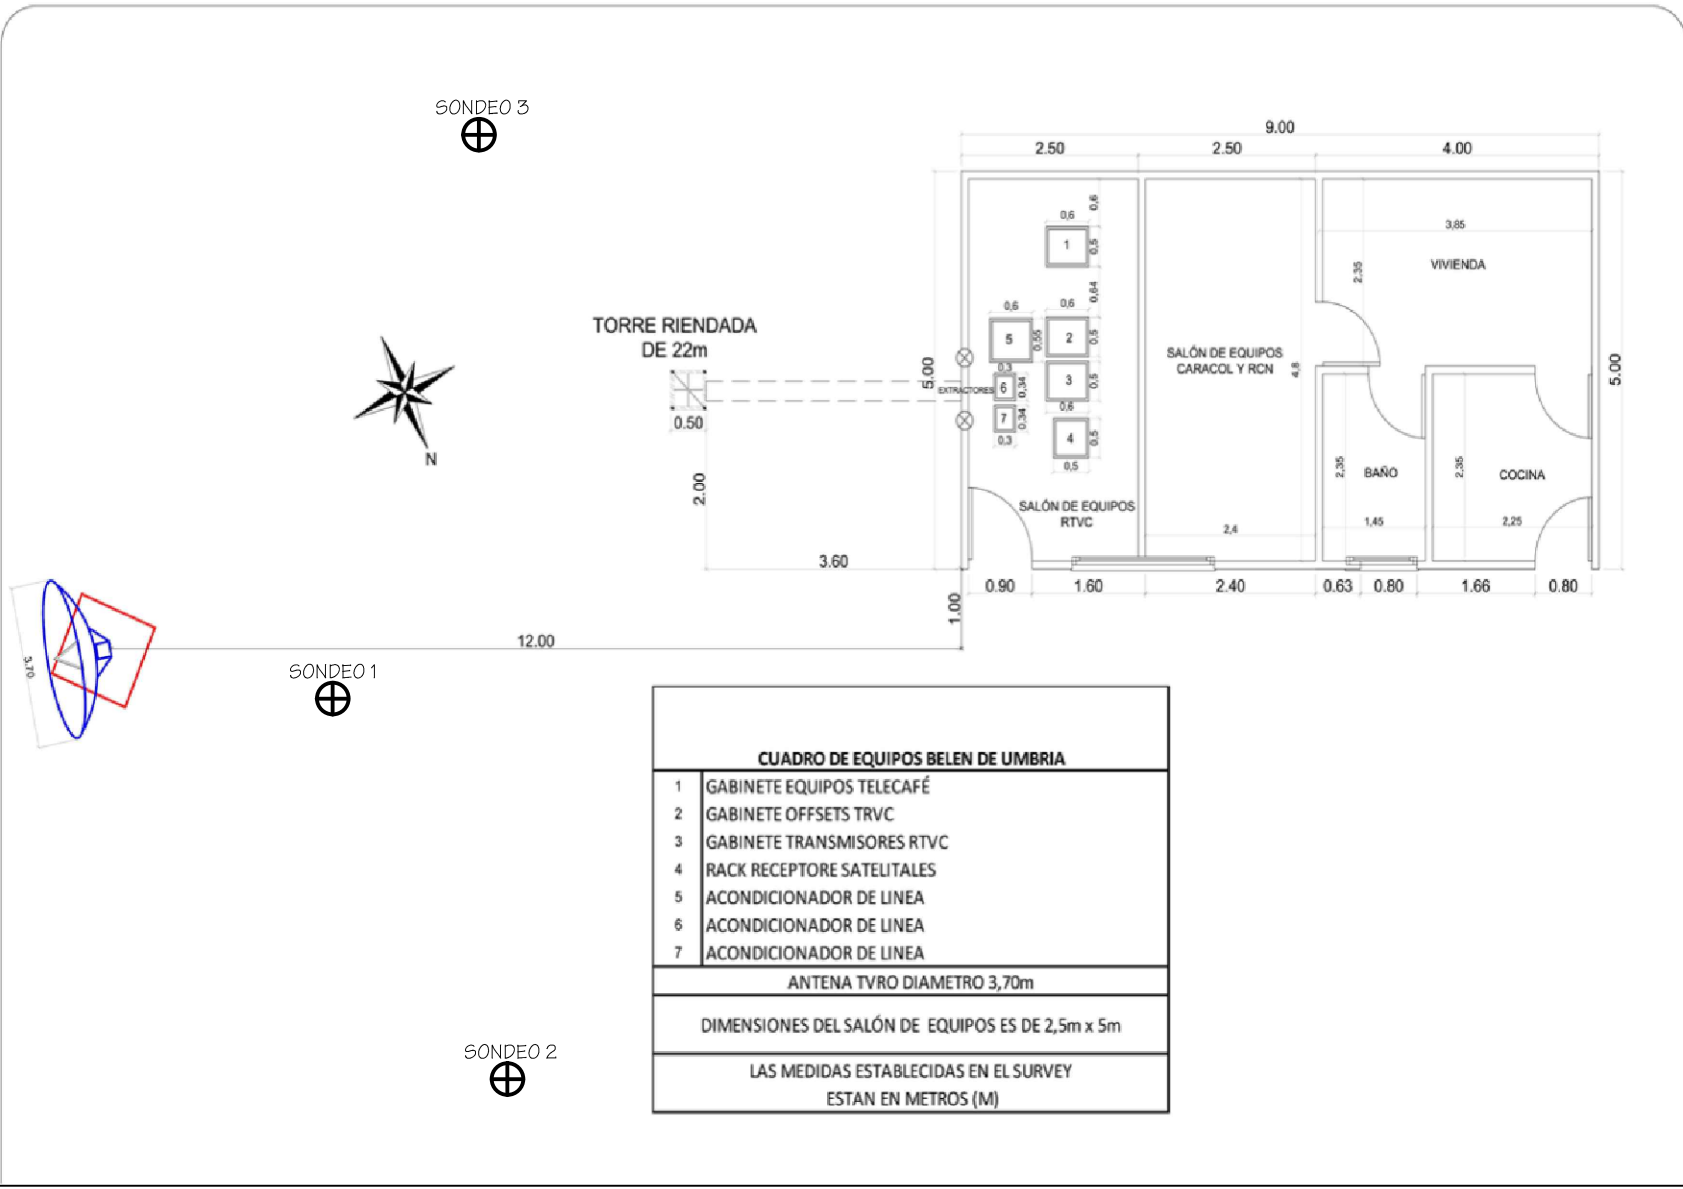 SONDEO 3
9.00
2.50
2.50
4.00
0,6
0,6
1
0,5
3,85
VIVIENDA
2,35
0,64
0,6
0,6
TORRE RIENDADA
DE 22m
5
0,55
2
0,5
SALÓN DE EQUIPOS
CARACOL Y RCN
4,8
5.00
5.00
0,3
EXTRACTORES
6
0,34
3
0,5
0,6
0.50
7
0,34
0,3
4
0,5
0,5
N
2.00
2,35
BAÑO
2,35
COCINA
SALÓN DE EQUIPOS
RTVC
2,4
1,45
2,25
3.60
0.90
1.60
2.40
0.63
0.80
1.66
0.80
1.00
12.00
3.70
SONDEO 1
CUADRO DE EQUIPOS BELEN DE UMBRIA
1 GABINETE EQUIPOS TELECAFÉ
2 GABINETE OFFSETS TRVC
3 GABINETE TRANSMISORES RTVC
4 RACK RECEPTORE SATELITALES
5 ACONDICIONADOR DE LINEA
6 ACONDICIONADOR DE LINEA
7 ACONDICIONADOR DE LINEA
ANTENA TVRO DIAMETRO 3,70m
DIMENSIONES DEL SALÓN DE EQUIPOS ES DE 2,5m x 5m
LAS MEDIDAS ESTABLECIDAS EN EL SURVEY
ESTAN EN METROS (M)
SONDEO 2